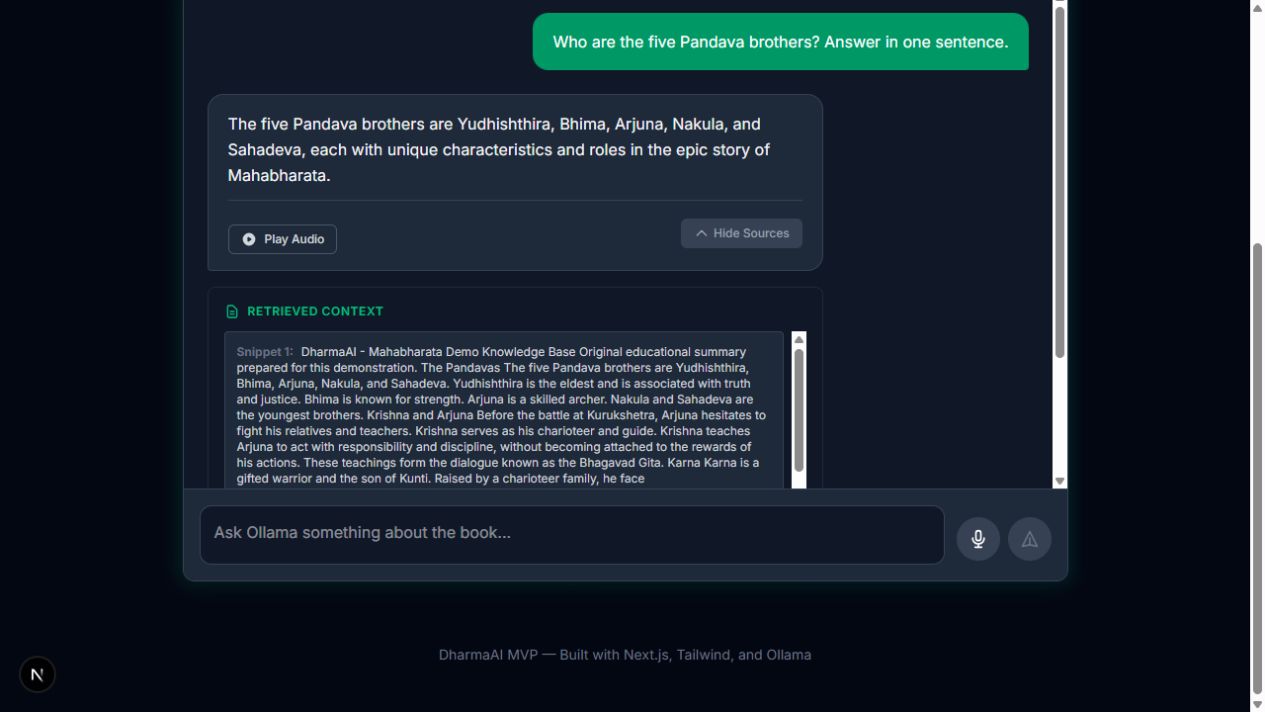 Who are the five Pandava brothers? Answer in one sentence.
The five Pandava brothers are Yudhishthira, Bhima, Arjuna, Nakula, and
Sahadeva, each with unique characteristics and roles in the epic story of
Mahabharata.
Play Audio
Hide Sources
RETRIEVED CONTEXT
Snippet 1: DharmaAI - Mahabharata Demo Knowledge Base Original educational summary
prepared for this demonstration. The Pandavas The five Pandava brothers are Yudhishthira,
Bhima, Arjuna, Nakula, and Sahadeva. Yudhishthira is the eldest and is associated with truth
and justice. Bhima is known for strength. Arjuna is a skilled archer. Nakula and Sahadeva are
the youngest brothers. Krishna and Arjuna Before the battle at Kurukshetra, Arjuna hesitates to
fight his relatives and teachers. Krishna serves as his charioteer and guide. Krishna teaches
Arjuna to act with responsibility and discipline, without becoming attached to the rewards of
his actions. These teachings form the dialogue known as the Bhagavad Gita. Karna Karna is a
gifted warrior and the son of Kunti. Raised by a charioteer family, he face
Ask Ollama something about the book...
DharmaAI MVP — Built with Next.js, Tailwind, and Ollama
N